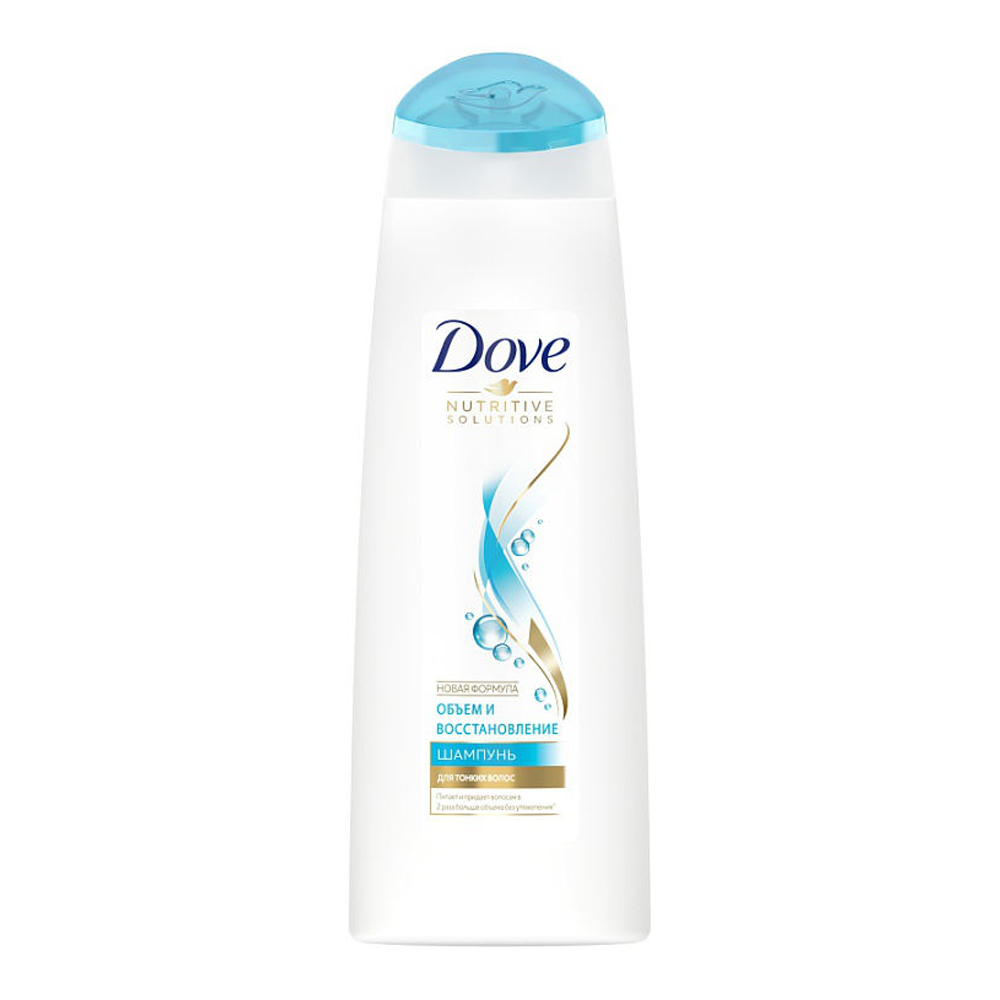 Dove
NUTRITIVE
SOLUTIONS
НОВАЯ ФОРМУЛА
ОБЪЕМ И
ВОССТАНОВЛЕНИЕ
ШАМПУНЬ
ДЛЯ ТОНКИХ ВОЛОС
Питает и придает волосам в
2 раза больше объема без утяжеления*